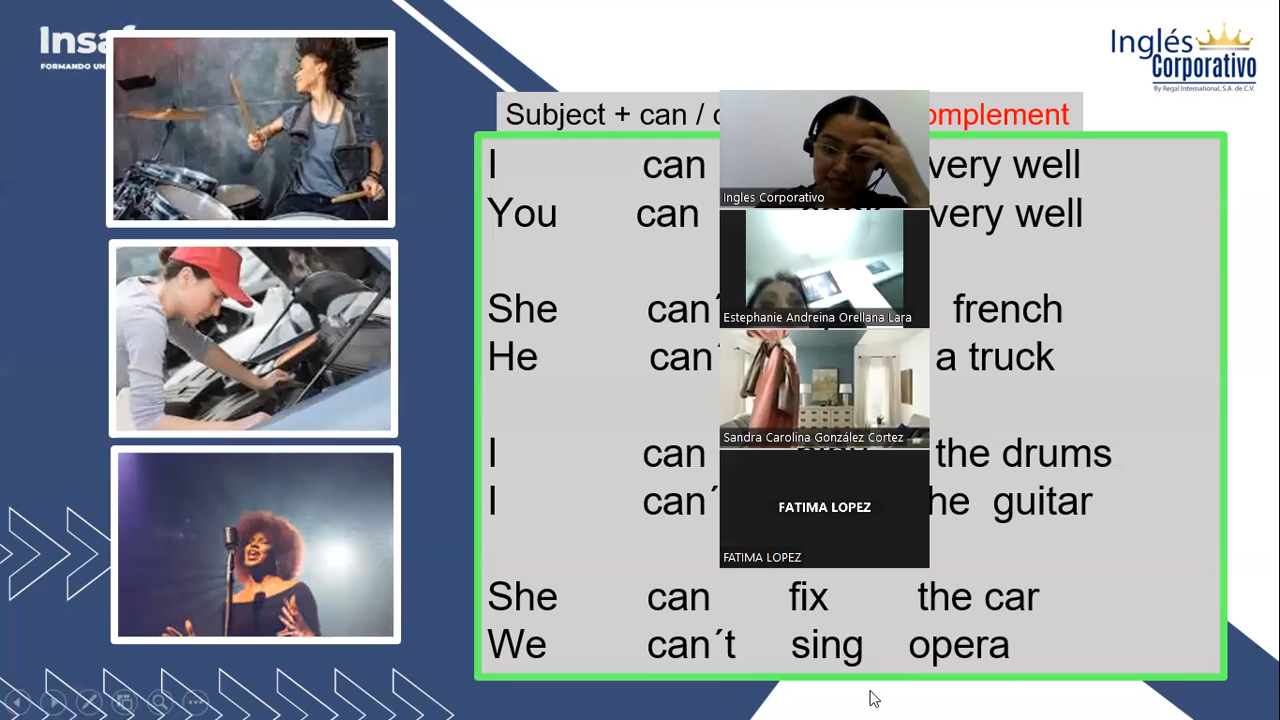 Insaf
FORMANDO UN
Inglés
Corporativo
By Regal International, S.A. de C.V.
Subject + can / omplement
I can very well
You can very well
She can´ french
He can´ a truck
I can the drums
I can´ he guitar
She can fix the car
We can´t sing opera
Ingles Corporativo
Estephanie Andreina Orellana Lara
Sandra Carolina González Cortez
FATIMA LOPEZ
FATIMA LOPEZ